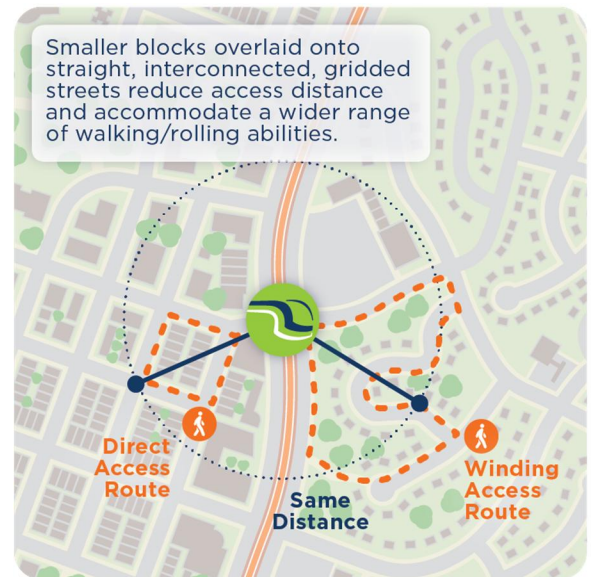 Smaller blocks overlaid onto
straight, interconnected, gridded
streets reduce access distance
and accommodate a wider range
of walking/rolling abilities.
Direct
Access
Route
Same
Distance
Winding
Access
Route